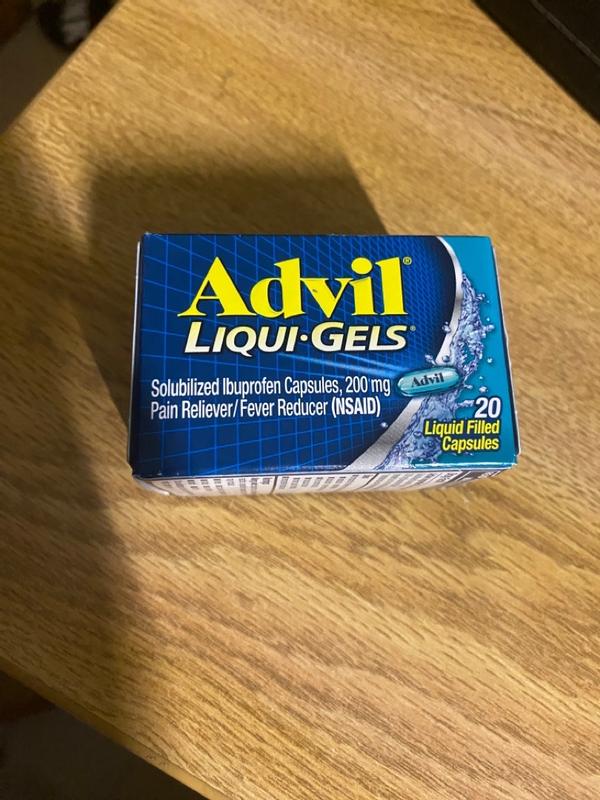 Advil®
LIQUI·GELS®
Solubilized Ibuprofen Capsules, 200 mg
Pain Reliever/Fever Reducer (NSAID)
Advil
20
Liquid Filled
Capsules